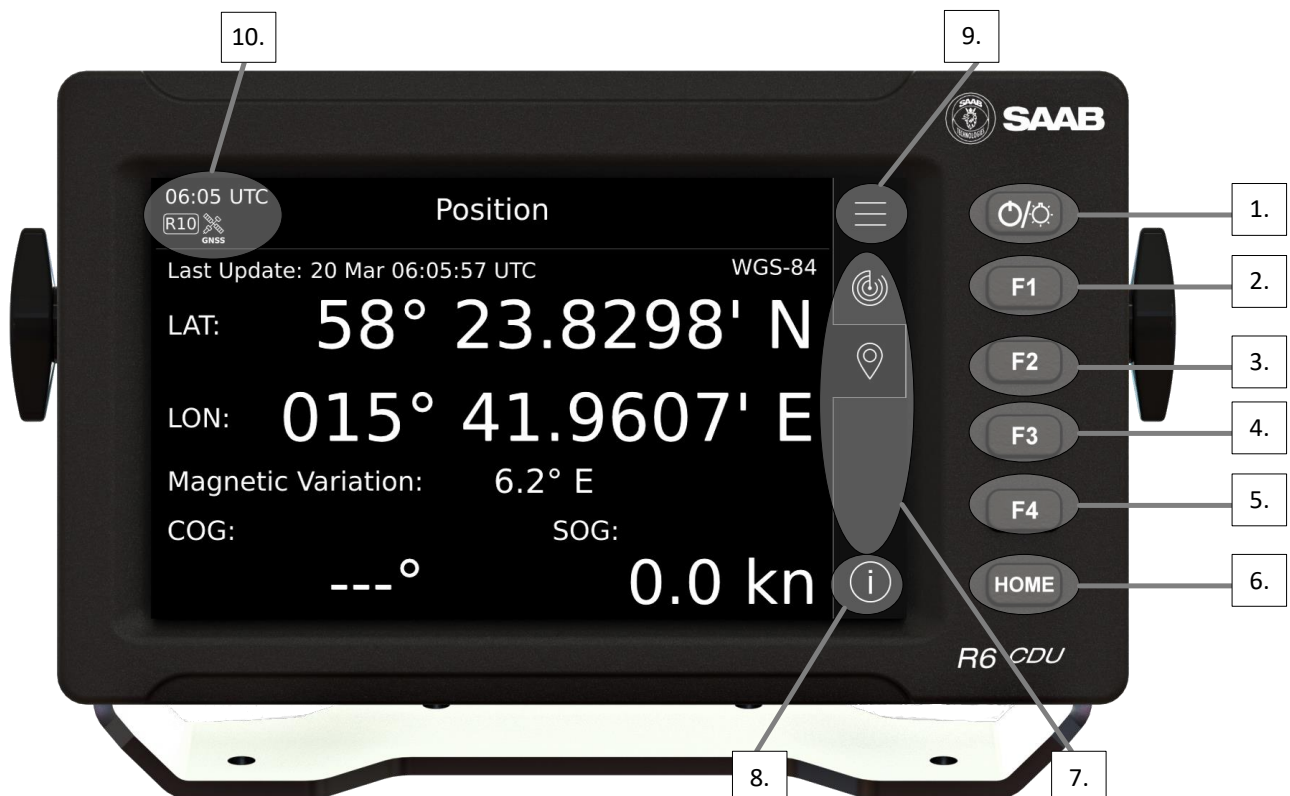 10.
9.
SAAB
TECHNOLOGIES
SAAB
06:05 UTC
Position
R10
GNSS
1.
Last Update: 20 Mar 06:05:57 UTC
WGS-84
F1
2.
LAT: 58° 23.8298' N
F2
3.
LON: 015° 41.9607' E
F3
4.
Magnetic Variation: 6.2° E
F4
5.
COG: SOG:
---° 0.0 kn
i
HOME
6.
R6 CDU
8.
7.